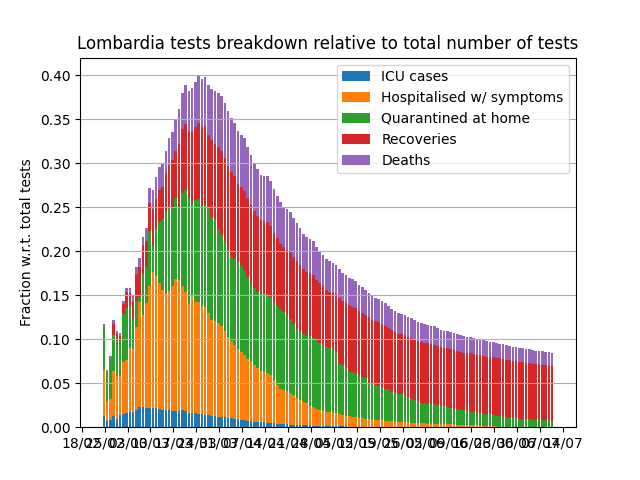 Lombardia tests breakdown relative to total number of tests
ICU cases
Hospitalised w/ symptoms
Quarantined at home
Recoveries
Deaths
Fraction w.r.t. total tests
0.40
0.35
0.30
0.25
0.20
0.15
0.10
0.05
0.00